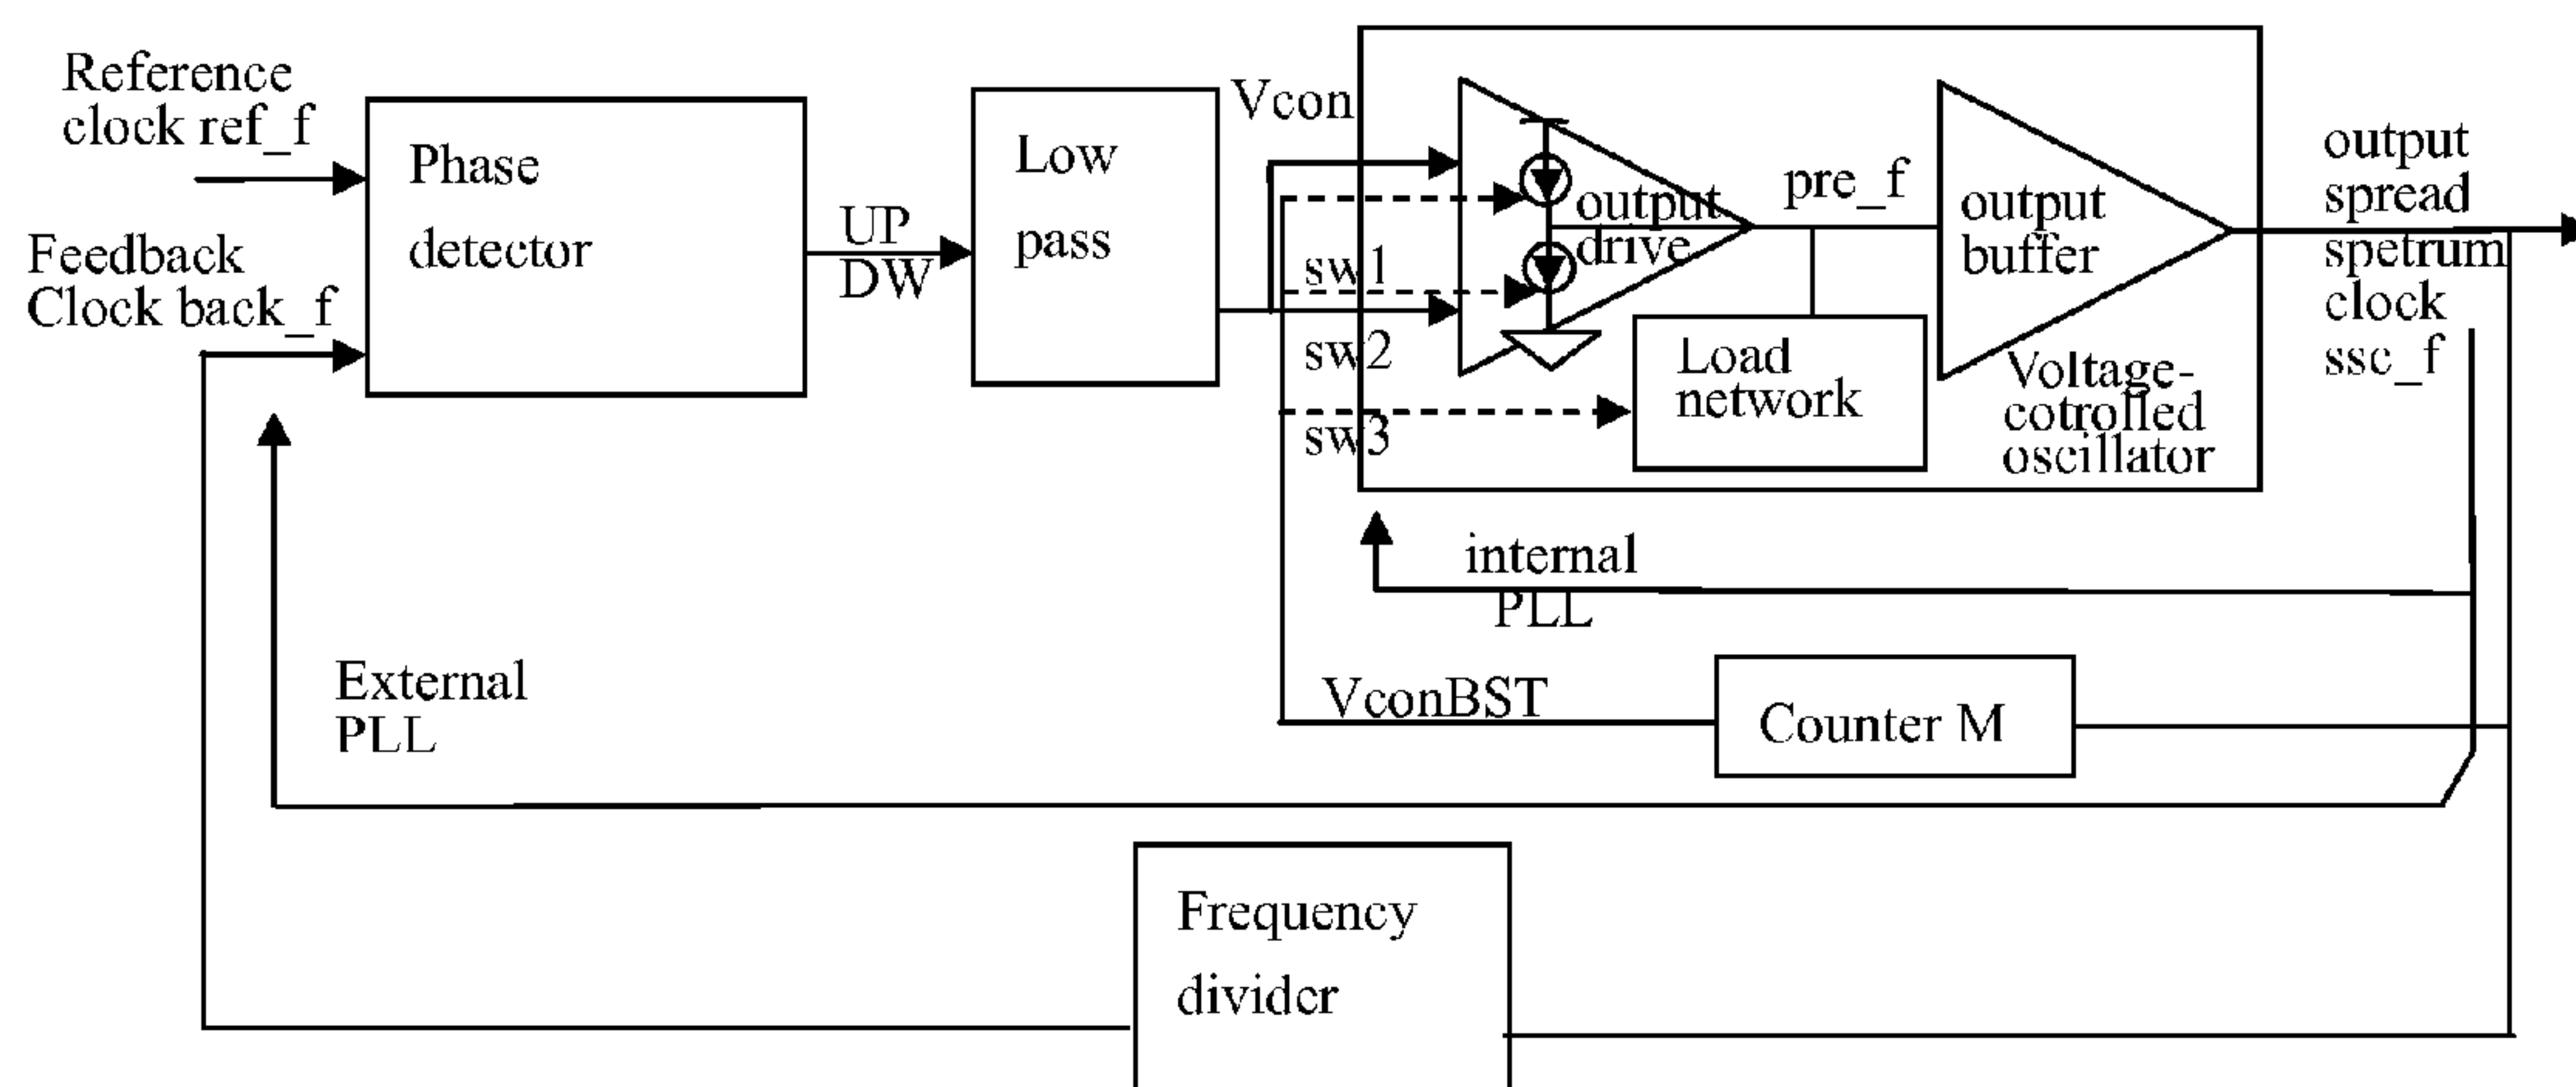 Reference
clock ref_f
Feedback
Clock back_f
Phase
detector
UP
DW
Low
pass
Vcon
sw1
sw2
sw3
output
drive
pre_f
Load
network
output
buffer
Voltage-
cotrolled
oscillator
output
spread
spetrum
clock
ssc_f
internal
PLL
External
PLL
VconBST
Counter M
Frequency
divider